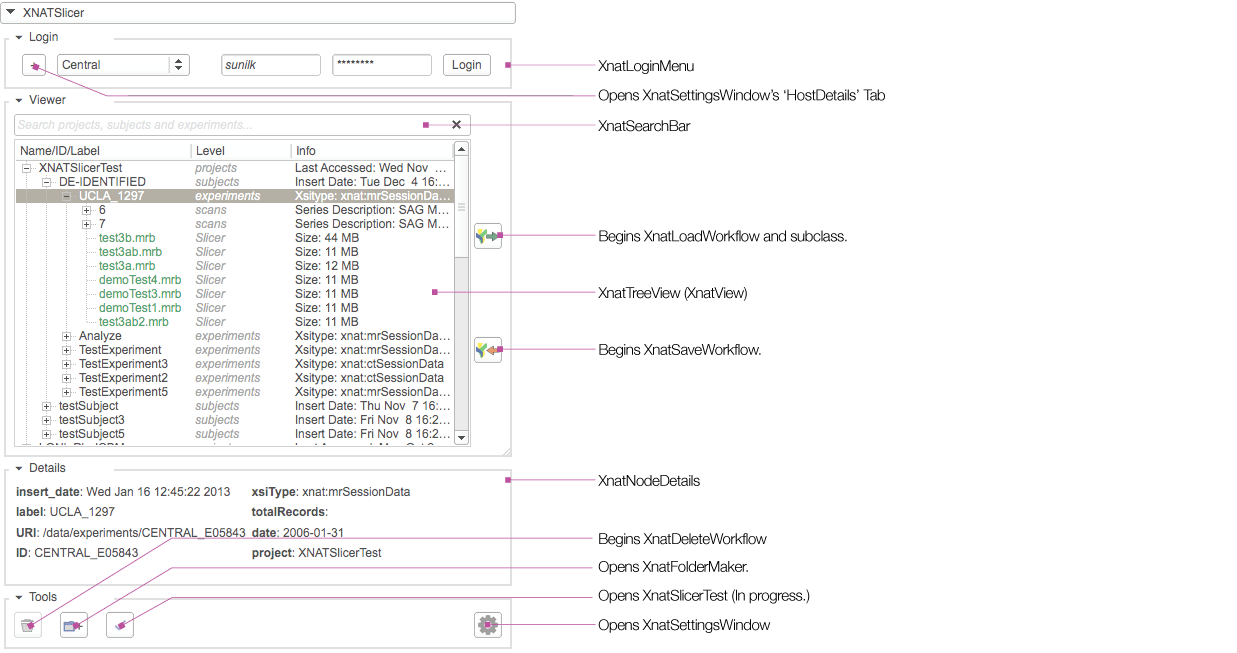 XNATSlicer
Login
Central sunilk ******** Login
XnatLoginMenu
Opens XnatSettingsWindow's ‘HostDetails’ Tab
Viewer
Search projects, subjects and experiments...
XnatSearchBar
Name/ID/Label Level Info
XNATSlicerTest projects Last Accessed: Wed Nov ...
DE-IDENTIFIED subjects Insert Date: Tue Dec 4 16:...
UCLA_1297 experiments Xsitype: xnat:mrSessionDa...
6 scans Series Description: SAG M...
7 scans Series Description: SAG M...
test3b.mrb Slicer Size: 44 MB
test3ab.mrb Slicer Size: 11 MB
test3a.mrb Slicer Size: 12 MB
demoTest4.mrb Slicer Size: 11 MB
demoTest3.mrb Slicer Size: 11 MB
demoTest1.mrb Slicer Size: 11 MB
test3ab2.mrb Slicer Size: 11 MB
Analyze experiments Xsitype: xnat:mrSessionDa...
TestExperiment experiments Xsitype: xnat:mrSessionDa...
TestExperiment3 experiments Xsitype: xnat:ctSessionData
TestExperiment2 experiments Xsitype: xnat:ctSessionData
TestExperiment5 experiments Xsitype: xnat:mrSessionDa...
testSubject subjects Insert Date: Thu Nov 7 16:...
testSubject3 subjects Insert Date: Fri Nov 8 16:2...
testSubject5 subjects Insert Date: Fri Nov 8 16:2...
Begins XnatLoadWorkflow and subclass.
XnatTreeView (XnatView)
Begins XnatSaveWorkflow.
Details
insert_date: Wed Jan 16 12:45:22 2013 xsiType: xnat:mrSessionData
label: UCLA_1297 totalRecords:
URI: /data/experiments/CENTRAL_E05843 date: 2006-01-31
ID: CENTRAL_E05843 project: XNATSlicerTest
XnatNodeDetails
Begins XnatDeleteWorkflow
Opens XnatFolderMaker.
Tools
Opens XnatSlicerTest (In progress.)
Opens XnatSettingsWindow